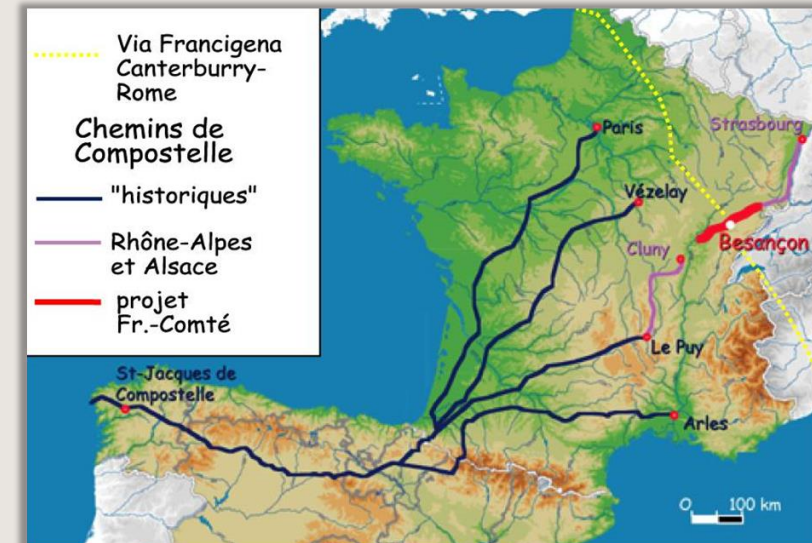 Via Francigena
Canterburry-
Rome
Chemins de
Compostelle
"historiques"
Rhône-Alpes
et Alsace
projet
Fr.-Comté
Paris
Strasbourg
Vézelay
Besançon
Cluny
Le Puy
St-Jacques de
Compostelle
Arles
0 100 km